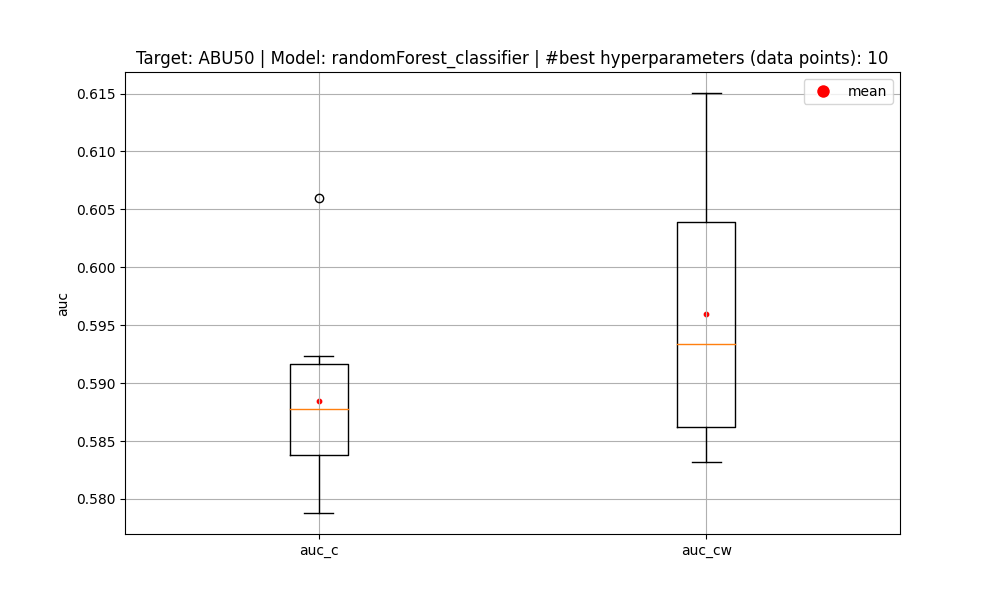 Target: ABU50 | Model: randomForest_classifier | #best hyperparameters (data points): 10
mean
0.615
0.610
0.605
0.600
0.595
0.590
0.585
0.580
auc
auc_c
auc_cw